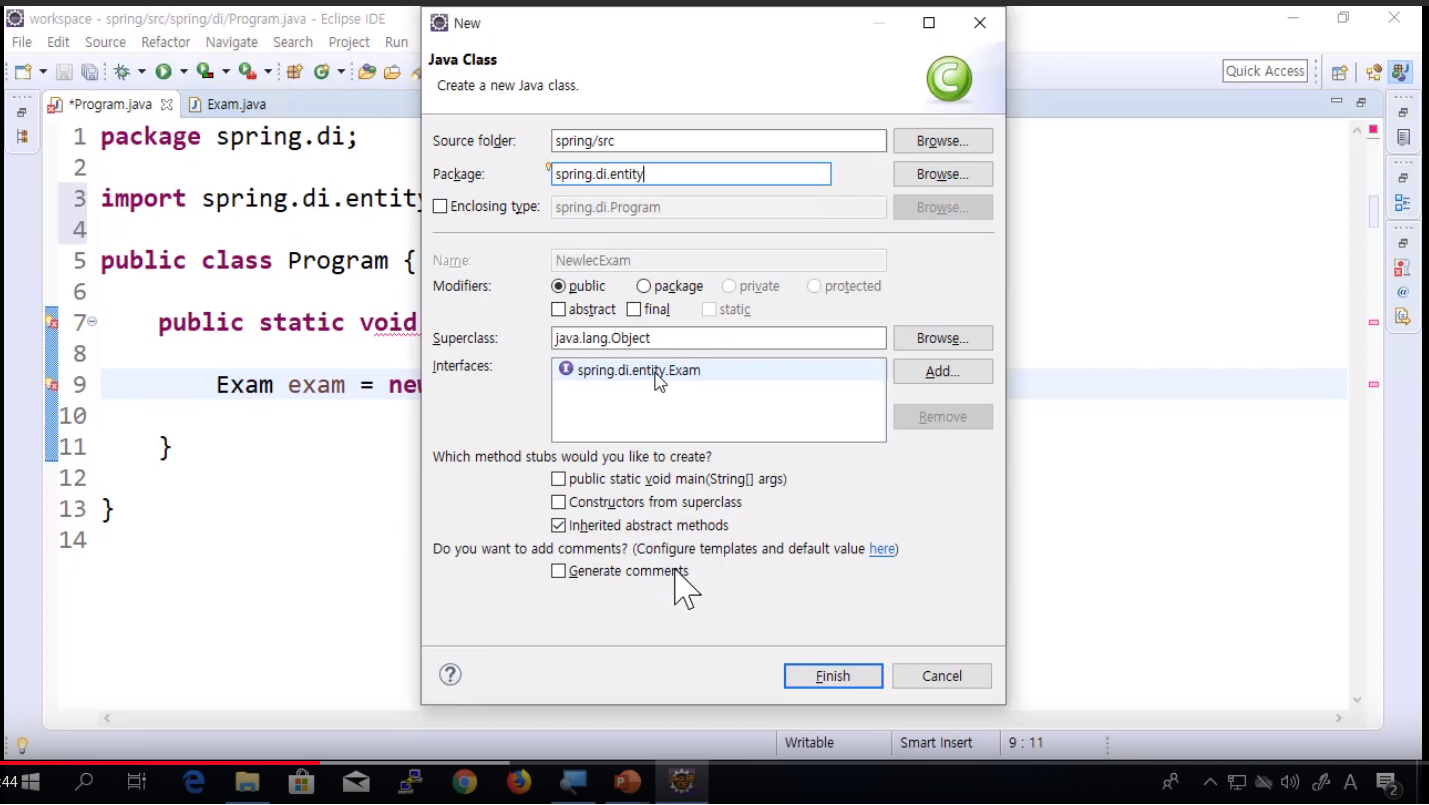 workspace - spring/src/spring/di/Program.java - Eclipse IDE
File Edit Source Refactor Navigate Search Project Run
Quick Access
*Program.java Exam.java
1 package spring.di;
2
3 import spring.di.entity
4
5 public class Program {
6
7 public static void
8
9 Exam exam = new
10
11 }
12
13 }
14
New
Java Class
Create a new Java class.
Source folder: spring/src Browse...
Package: spring.di.entity Browse...
Enclosing type: spring.di.Program Browse...
Name: NewlecExam
Modifiers: public package private protected
abstract final static
Superclass: java.lang.Object Browse...
Interfaces: spring.di.entity.Exam Add...
Remove
Which method stubs would you like to create?
public static void main(String[] args)
Constructors from superclass
Inherited abstract methods
Do you want to add comments? (Configure templates and default value here)
Generate comments
Finish Cancel
Writable Smart Insert 9 : 11
:44 A 2